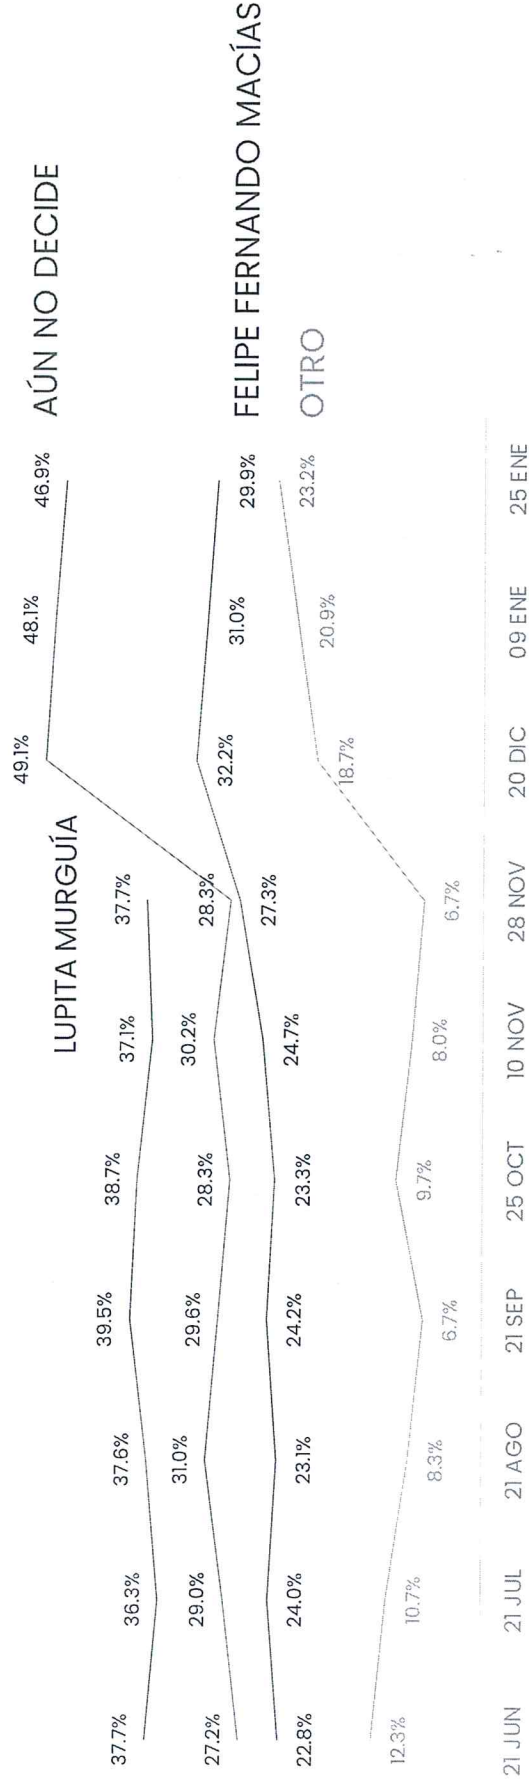 AÚN NO DECIDE
FELIPE FERNANDO MACÍAS
OTRO
LUPITA MURGUÍA
37.7% 36.3% 37.6% 39.5% 38.7% 37.1% 37.7%
27.2% 29.0% 31.0% 29.6% 28.3% 30.2% 28.3% 49.1% 48.1% 46.9%
22.8% 24.0% 23.1% 24.2% 23.3% 24.7% 27.3% 32.2% 31.0% 29.9%
12.3% 10.7% 8.3% 6.7% 9.7% 8.0% 6.7% 18.7% 20.9% 23.2%
21 JUN 21 JUL 21 AGO 21 SEP 25 OCT 10 NOV 28 NOV 20 DIC 09 ENE 25 ENE